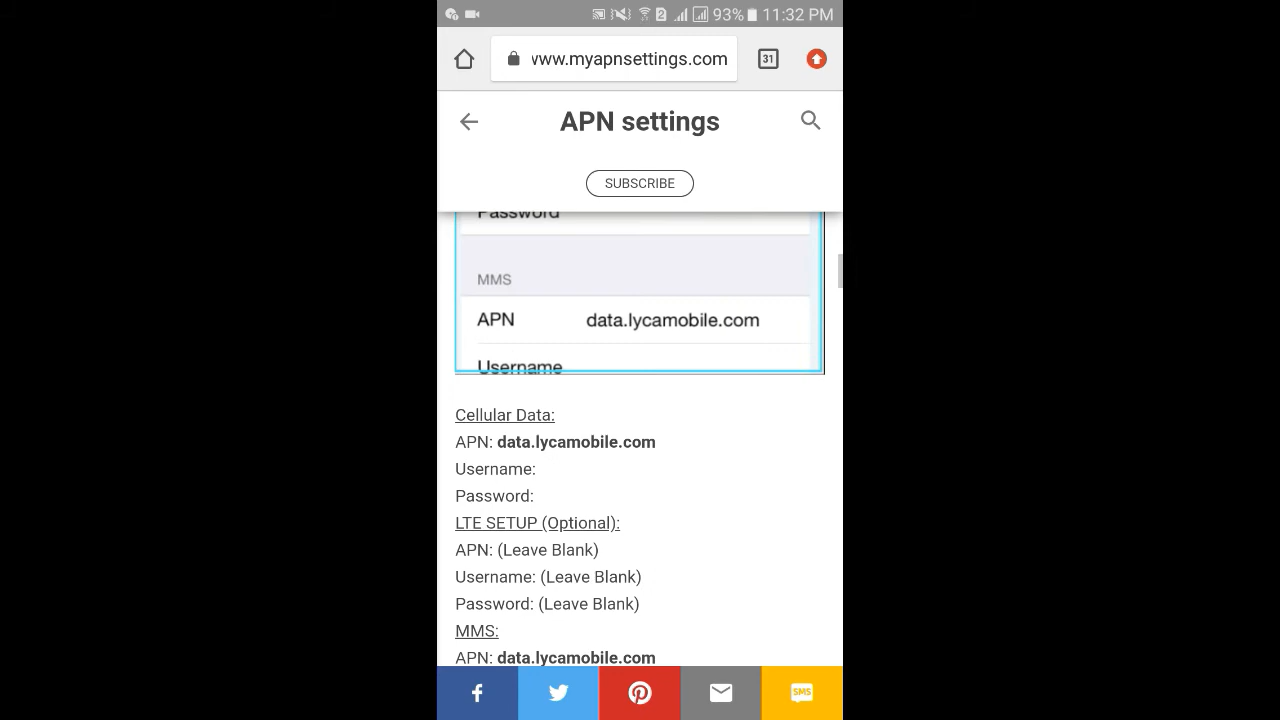 93% 11:32 PM
www.myapnsettings.com
31
APN settings
SUBSCRIBE
Password
MMS
APN data.lycamobile.com
Username
Cellular Data:
APN: data.lycamobile.com
Username:
Password:
LTE SETUP (Optional):
APN: (Leave Blank)
Username: (Leave Blank)
Password: (Leave Blank)
MMS:
APN: data.lycamobile.com
SMS